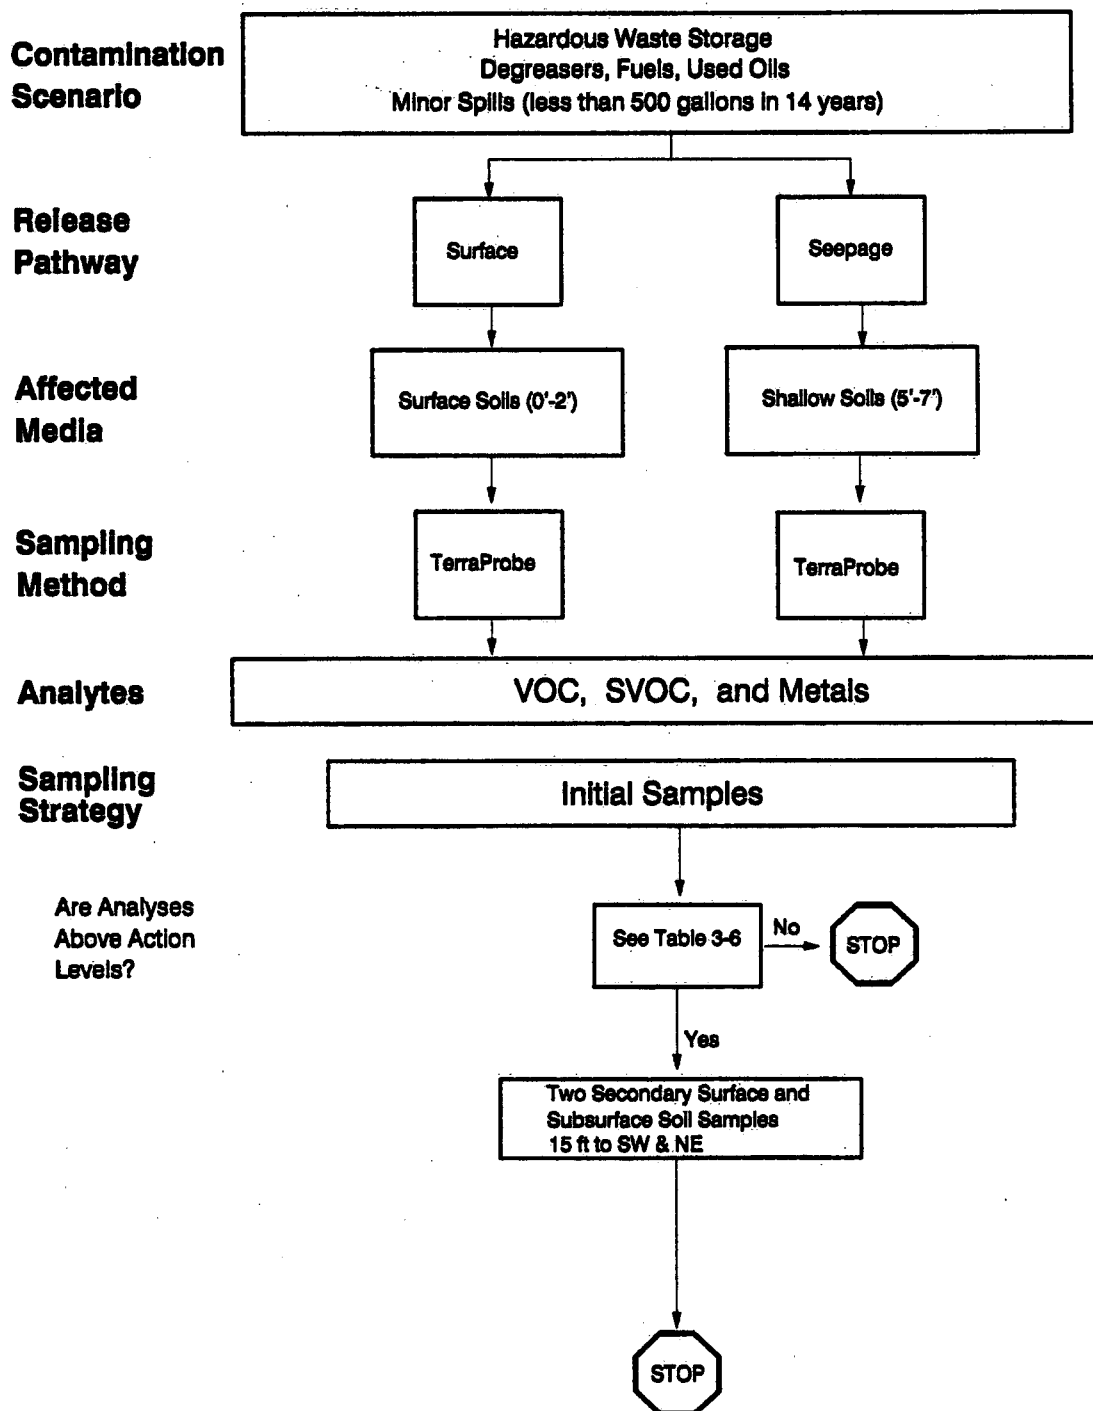 Contamination
Scenario
Hazardous Waste Storage
Degreasers, Fuels, Used Oils
Minor Spills (less than 500 gallons in 14 years)
Release
Pathway
Surface
Seepage
Affected
Media
Surface Soils (0'-2')
Shallow Soils (5'-7')
Sampling
Method
TerraProbe
TerraProbe
Analytes
VOC, SVOC, and Metals
Sampling
Strategy
Initial Samples
Are Analyses
Above Action
Levels?
See Table 3-6
No
STOP
Yes
Two Secondary Surface and
Subsurface Soil Samples
15 ft to SW & NE
STOP